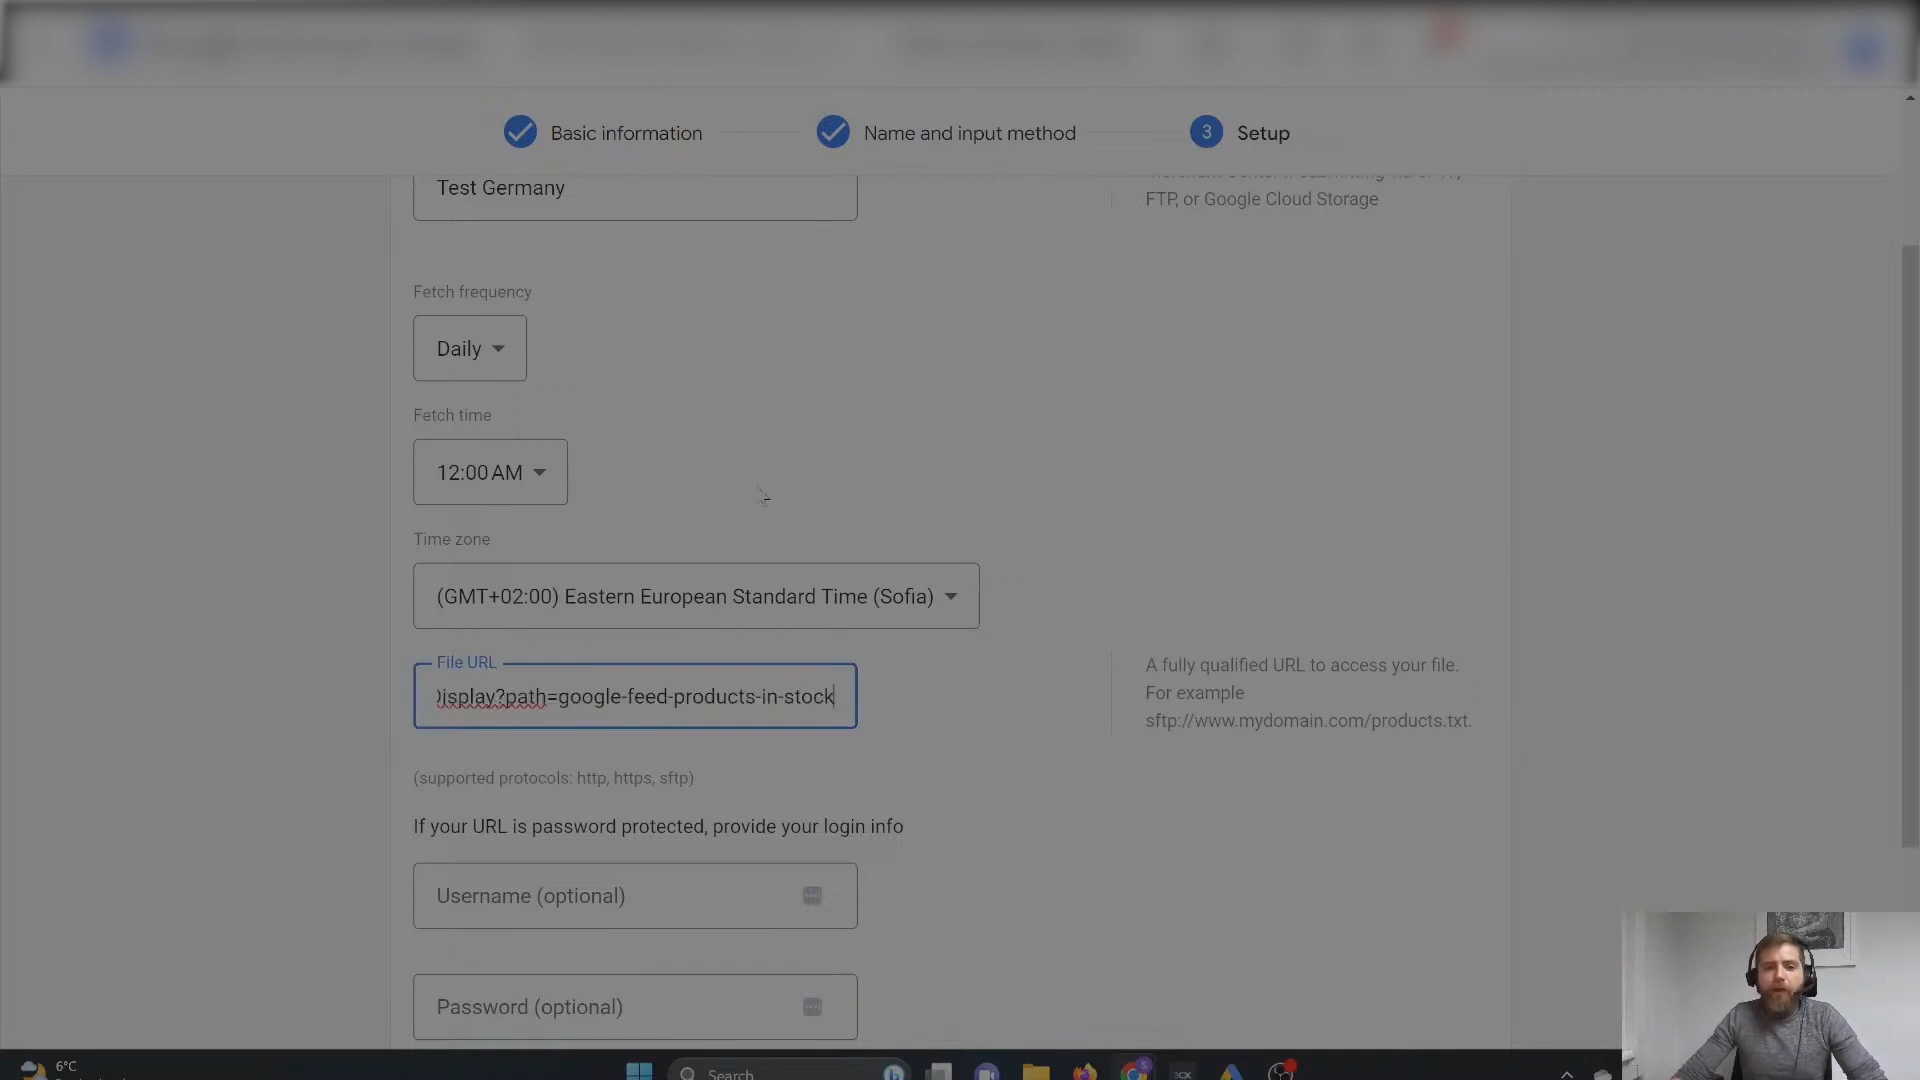 Basic information
Name and input method
3
Setup
Test Germany
FTP, or Google Cloud Storage
Fetch frequency
Daily
Fetch time
12:00 AM
Time zone
(GMT+02:00) Eastern European Standard Time (Sofia)
File URL
isplay?path=google-feed-products-in-stock
A fully qualified URL to access your file.
For example
sftp://www.mydomain.com/products.txt.
(supported protocols: http, https, sftp)
If your URL is password protected, provide your login info
Username (optional)
Password (optional)
6°C
Search